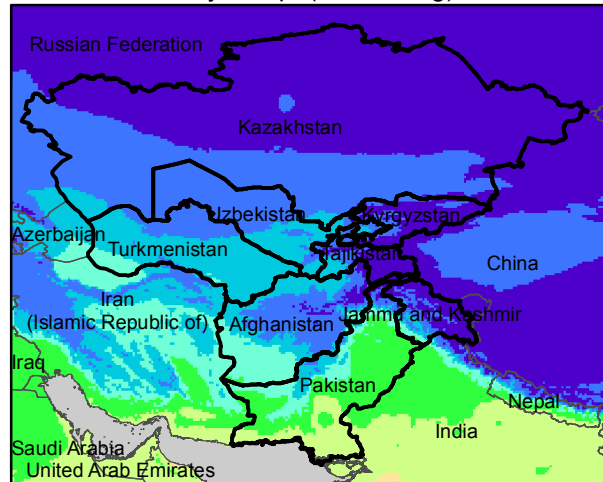 Russian Federation
Kazakhstan
Uzbekistan
Kyrgyzstan
Azerbaijan
Turkmenistan
Tajikistan
China
Iran
(Islamic Republic of)
Afghanistan
Jammu and Kashmir
Iraq
Pakistan
Nepal
India
Saudi Arabia
United Arab Emirates